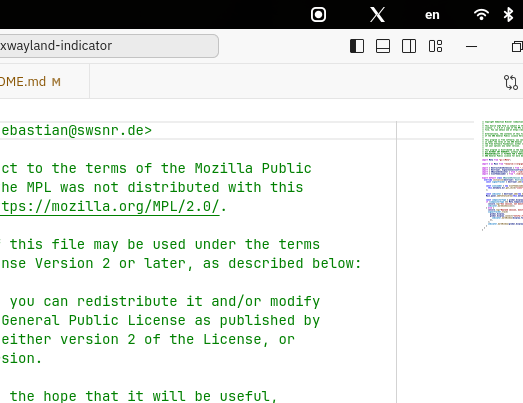 en
xwayland-indicator
OME.md M
ebastian@swsnr.de>
ct to the terms of the Mozilla Public
he MPL was not distributed with this
tps://mozilla.org/MPL/2.0/.
f this file may be used under the terms
nse Version 2 or later, as described below:
you can redistribute it and/or modify
General Public License as published by
either version 2 of the License, or
sion.
the hope that it will be useful,